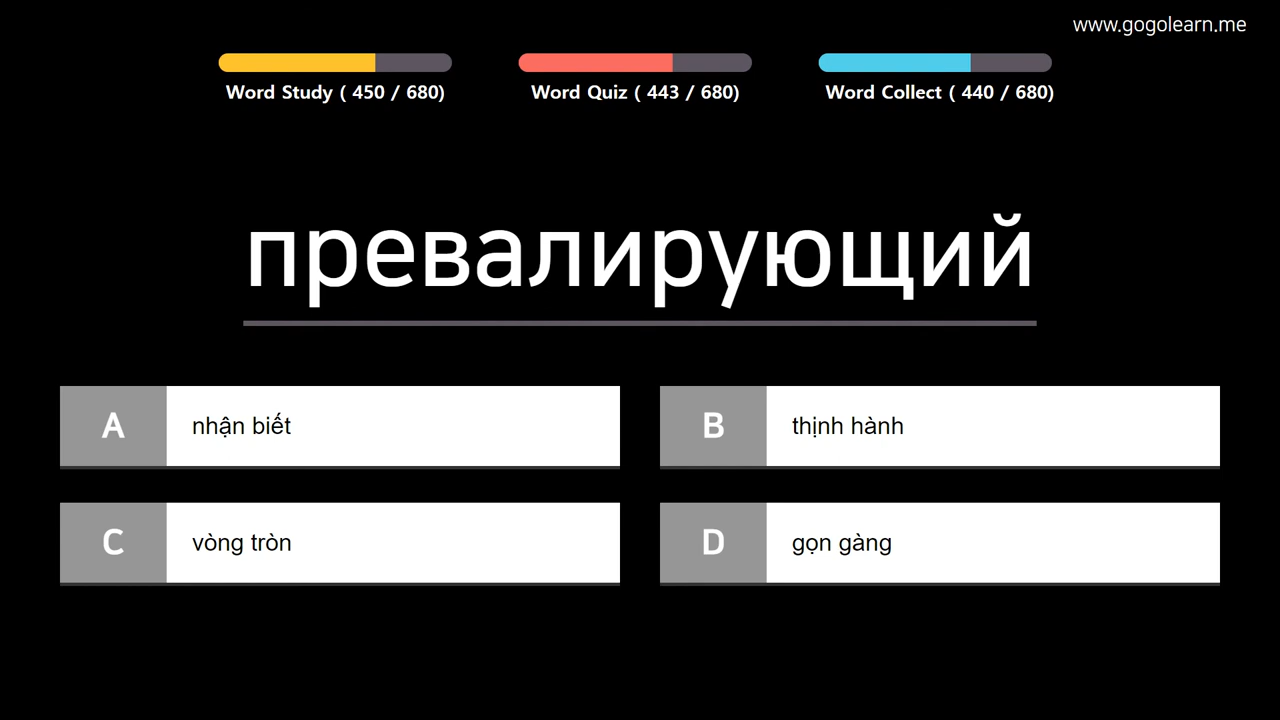 www.gogolearn.me
Word Study ( 450 / 680)
Word Quiz ( 443 / 680)
Word Collect ( 440 / 680)
превалирующий
A nhận biết
B thịnh hành
C vòng tròn
D gọn gàng